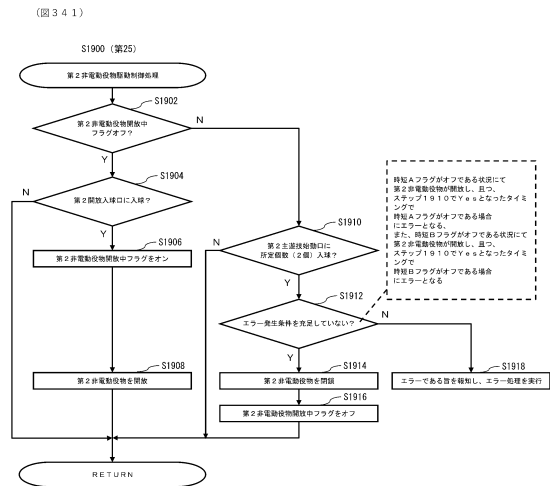 （図３４１）
S1900（第25）
第２非電動役物駆動制御処理
S1902
第２非電動役物開放中
フラグオフ？
N
Y
S1904
第２開放入球口に入球？
N
Y
S1906
第２非電動役物開放中フラグをオン
S1908
第２非電動役物を開放
S1910
第２主遊技始動口に
所定個数（２個）入球？
N
Y
S1912
エラー発生条件を充足していない？
N
Y
S1914
第２非電動役物を閉鎖
S1916
第２非電動役物開放中フラグをオフ
S1918
エラーである旨を報知し、エラー処理を実行
時短Ａフラグがオフである状況にて
第２非電動役物が開放し、且つ、
ステップ１９１０でＹｅｓとなったタイミ
ングで
時短Ａフラグがオフである場合
にエラーとなる、
また、時短Ｂフラグがオフである状況にて
第２非電動役物が開放し、且つ、
ステップ１９１０でＹｅｓとなったタイミ
ングで
時短Ｂフラグがオフである場合
にエラーとなる
ＲＥＴＵＲＮ